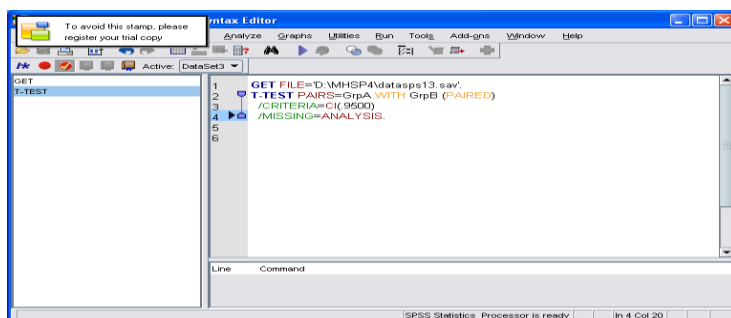 To avoid this stamp, please
register your trial copy
ntax Editor
Analyze Graphs Utilities Run Tools Add-ons Window Help
Active: DataSet3
GET
T-TEST
1 GET FILE='D:\MHSP4\datasps13.sav'.
2 T-TEST PAIRS=GrpA WITH GrpB (PAIRED)
3 /CRITERIA=CI(.9500)
4 /MISSING=ANALYSIS.
5
6
Line Command
SPSS Statistics Processor is ready In 4 Col 20